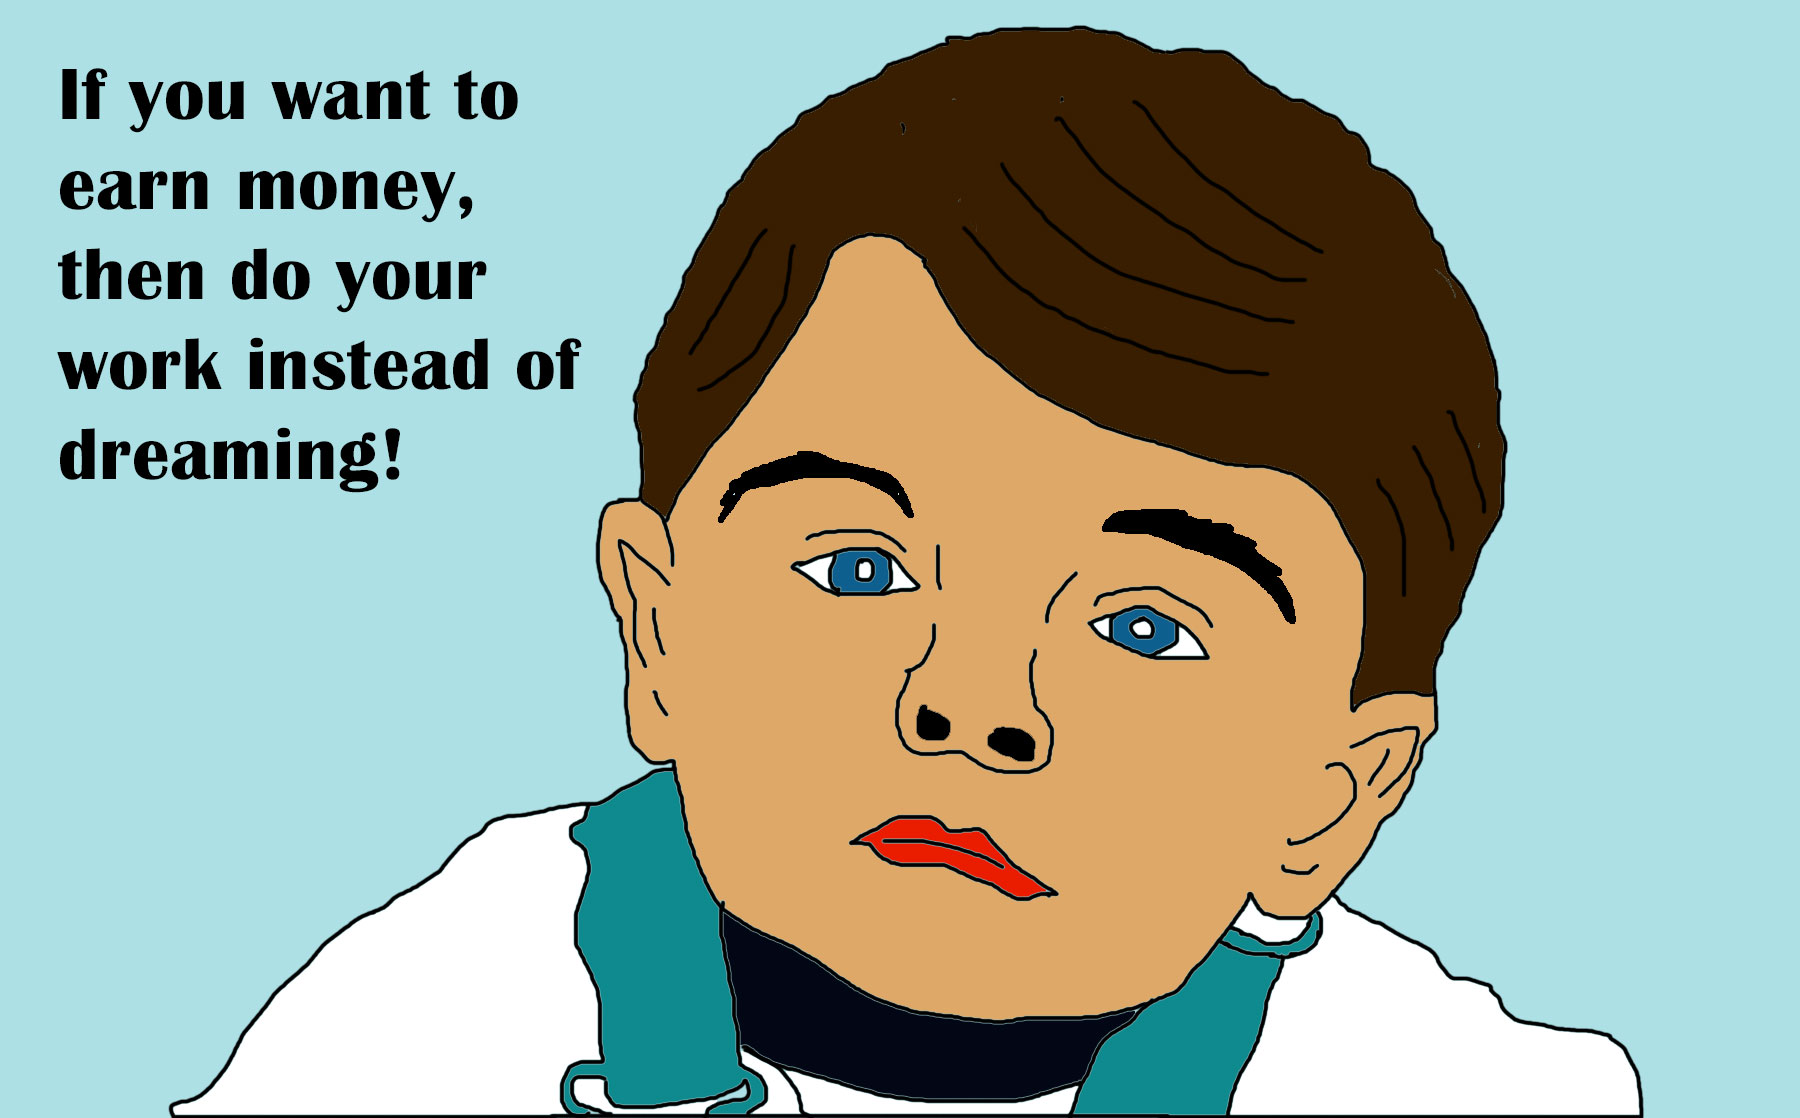 If you want to
earn money,
then do your
work instead of
dreaming!